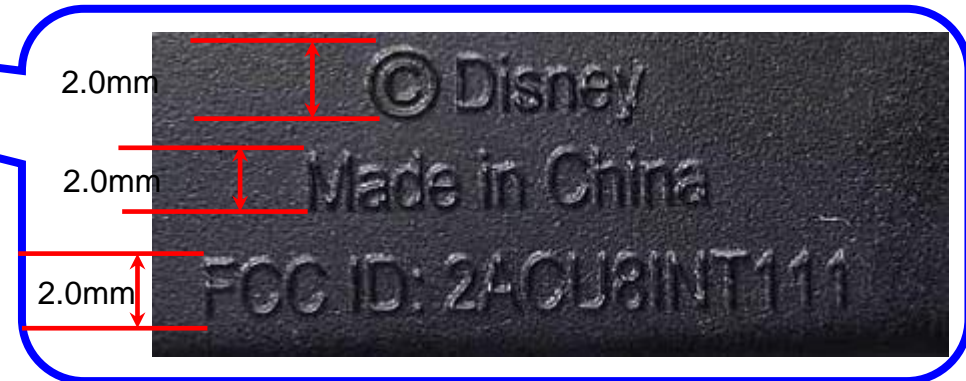 2.0mm
© Disney
2.0mm
Made in China
2.0mm
FCC ID: 2ACU8INT111